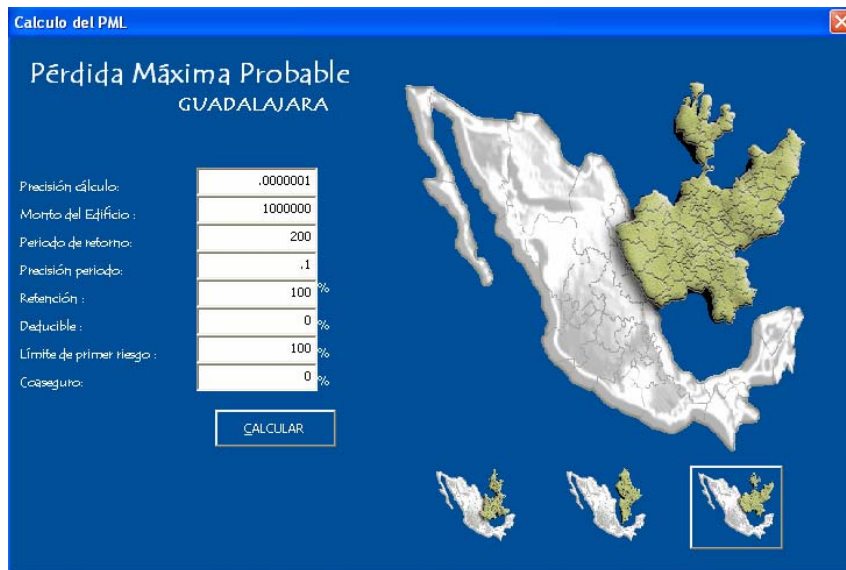 Calculo del PML
Pérdida Máxima Probable
GUADALAJARA
Precisión cálculo: .0000001
Monto del Edificio : 1000000
Periodo de retorno: 200
Precisión periodo: .1
Retención : 100 %
Deducible : 0 %
Límite de primer riesgo : 100 %
Coaseguro: 0 %
CALCULAR